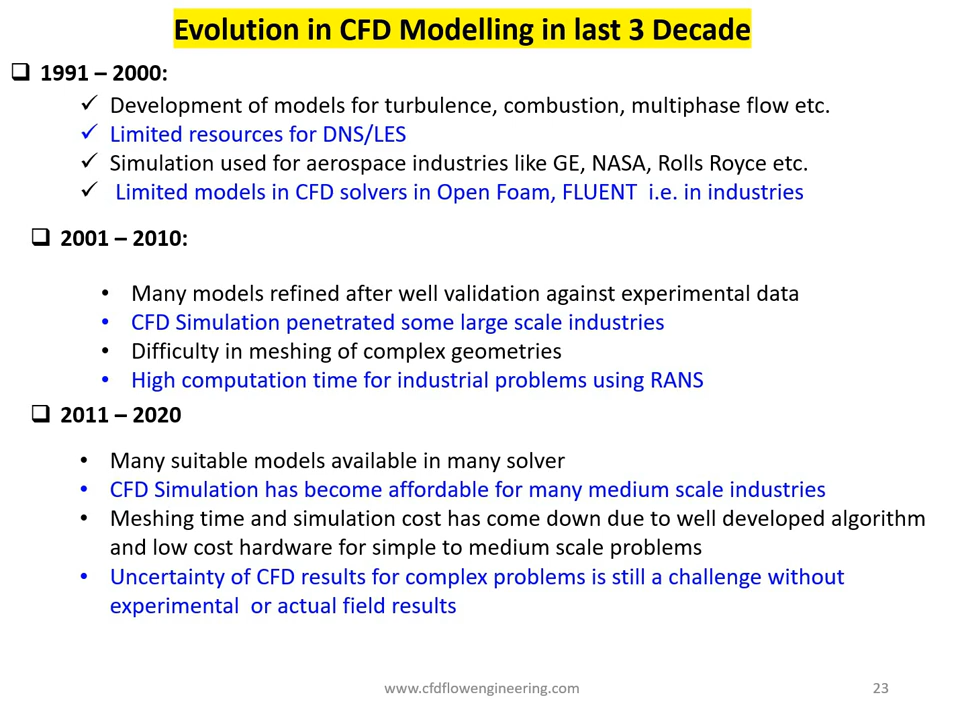 Evolution in CFD Modelling in last 3 Decade
1991 – 2000:
Development of models for turbulence, combustion, multiphase flow etc.
Limited resources for DNS/LES
Simulation used for aerospace industries like GE, NASA, Rolls Royce etc.
Limited models in CFD solvers in Open Foam, FLUENT i.e. in industries
2001 – 2010:
Many models refined after well validation against experimental data
CFD Simulation penetrated some large scale industries
Difficulty in meshing of complex geometries
High computation time for industrial problems using RANS
2011 – 2020
Many suitable models available in many solver
CFD Simulation has become affordable for many medium scale industries
Meshing time and simulation cost has come down due to well developed algorithm
and low cost hardware for simple to medium scale problems
Uncertainty of CFD results for complex problems is still a challenge without
experimental or actual field results
www.cfdflowengineering.com
23